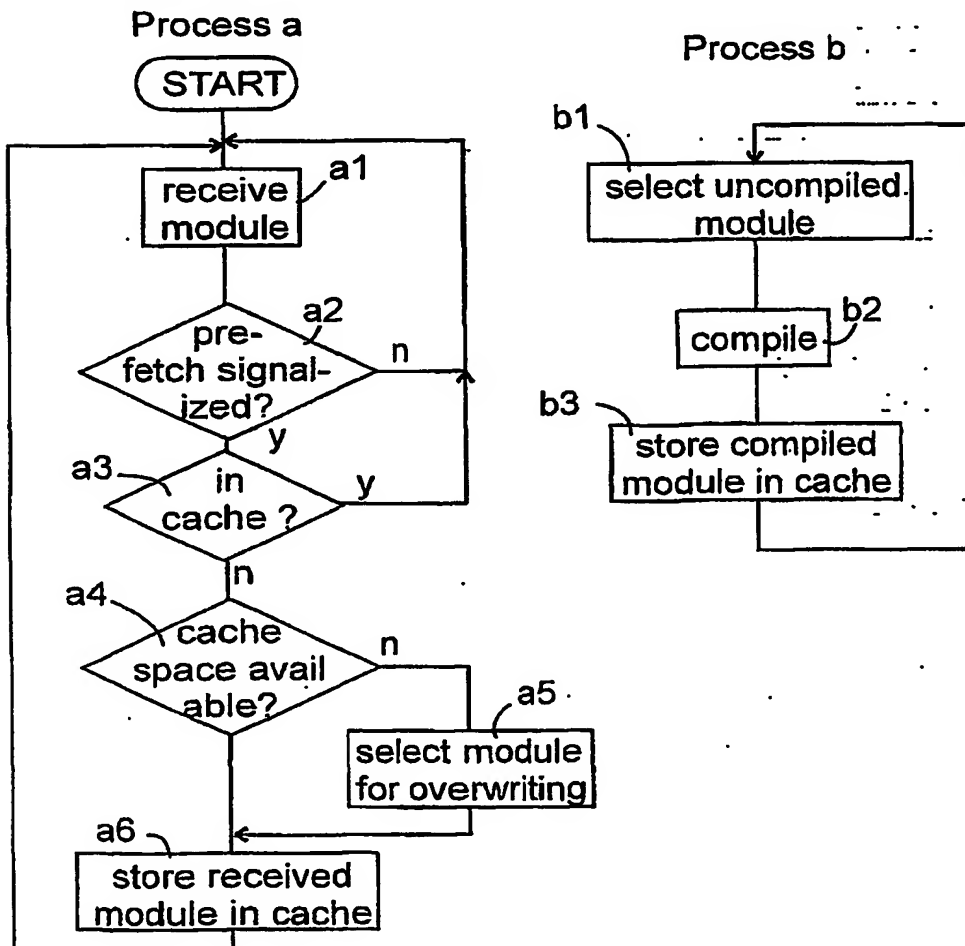 Process a
START
a1
receive
module
a2
pre-
fetch signal-
ized?
n
y
a3
in
cache ?
y
n
a4
cache
space avail
able?
n
a5
select module
for overwriting
a6
store received
module in cache
Process b
b1
select uncompiled
module
b2
compile
b3
store compiled
module in cache